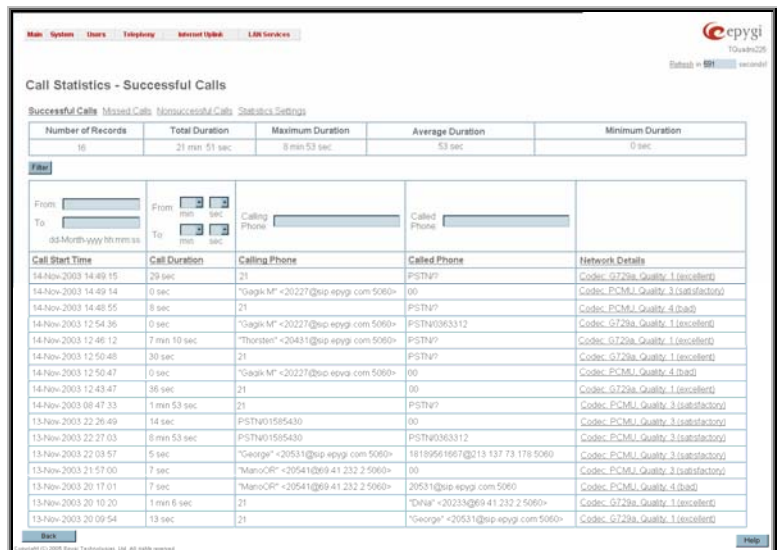 Main System Users Telephony Internet Uplink LAN Services
epygi
TQuadro225
Refresh in 591 seconds!
Call Statistics - Successful Calls
Successful Calls Missed Calls Nonsuccessful Calls Statistics Settings
Number of Records Total Duration Maximum Duration Average Duration Minimum Duration
16 21 min 51 sec 8 min 53 sec 53 sec 0 sec
Filter
From: To: dd-Month-yyyy hh:mm:ss From: min sec To: min sec Calling Phone: Called Phone:
Call Start Time Call Duration Calling Phone Called Phone Network Details
14-Nov-2003 14:49:15 29 sec 21 PSTN/? Codec: G729a, Quality: 1 (excellent)
14-Nov-2003 14:49:14 0 sec "Gagik M" <20227@sip.epygi.com:5060> 00 Codec: PCMU, Quality: 3 (satisfactory)
14-Nov-2003 14:48:55 8 sec 21 PSTN/? Codec: PCMU, Quality: 4 (bad)
14-Nov-2003 12:54:36 0 sec "Gagik M" <20227@sip.epygi.com:5060> PSTN/0363312 Codec: G729a, Quality: 1 (excellent)
14-Nov-2003 12:46:12 7 min 10 sec "Thorsten" <20431@sip.epygi.com:5060> PSTN/? Codec: G729a, Quality: 1 (excellent)
14-Nov-2003 12:50:48 30 sec 21 PSTN/? Codec: G729a, Quality: 1 (excellent)
14-Nov-2003 12:50:47 0 sec "Gagik M" <20227@sip.epygi.com:5060> 00 Codec: PCMU, Quality: 4 (bad)
14-Nov-2003 12:43:47 36 sec 21 00 Codec: G729a, Quality: 1 (excellent)
14-Nov-2003 08:47:33 1 min 53 sec 21 PSTN/? Codec: PCMU, Quality: 3 (satisfactory)
13-Nov-2003 22:26:49 14 sec PSTN/01585430 00 Codec: PCMU, Quality: 3 (satisfactory)
13-Nov-2003 22:27:03 8 min 53 sec PSTN/01585430 PSTN/0363312 Codec: PCMU, Quality: 3 (satisfactory)
13-Nov-2003 22:03:57 5 sec "George" <20531@sip.epygi.com:5060> 18189561667@213.137.73.178:5060 Codec: PCMU, Quality: 3 (satisfactory)
13-Nov-2003 21:57:00 7 sec "ManoOR" <20541@69.41.232.2:5060> 00 Codec: PCMU, Quality: 3 (satisfactory)
13-Nov-2003 20:17:01 7 sec "ManoOR" <20541@69.41.232.2:5060> 20531@sip.epygi.com:5060 Codec: PCMU, Quality: 4 (bad)
13-Nov-2003 20:10:20 1 min 6 sec 21 "DiNa" <20233@69.41.232.2:5060> Codec: G729a, Quality: 1 (excellent)
13-Nov-2003 20:09:54 13 sec 21 "George" <20531@sip.epygi.com:5060> Codec: G729a, Quality: 1 (excellent)
Back Help
Copyright (C) 2003 Epygi Technologies, Ltd. All rights reserved.